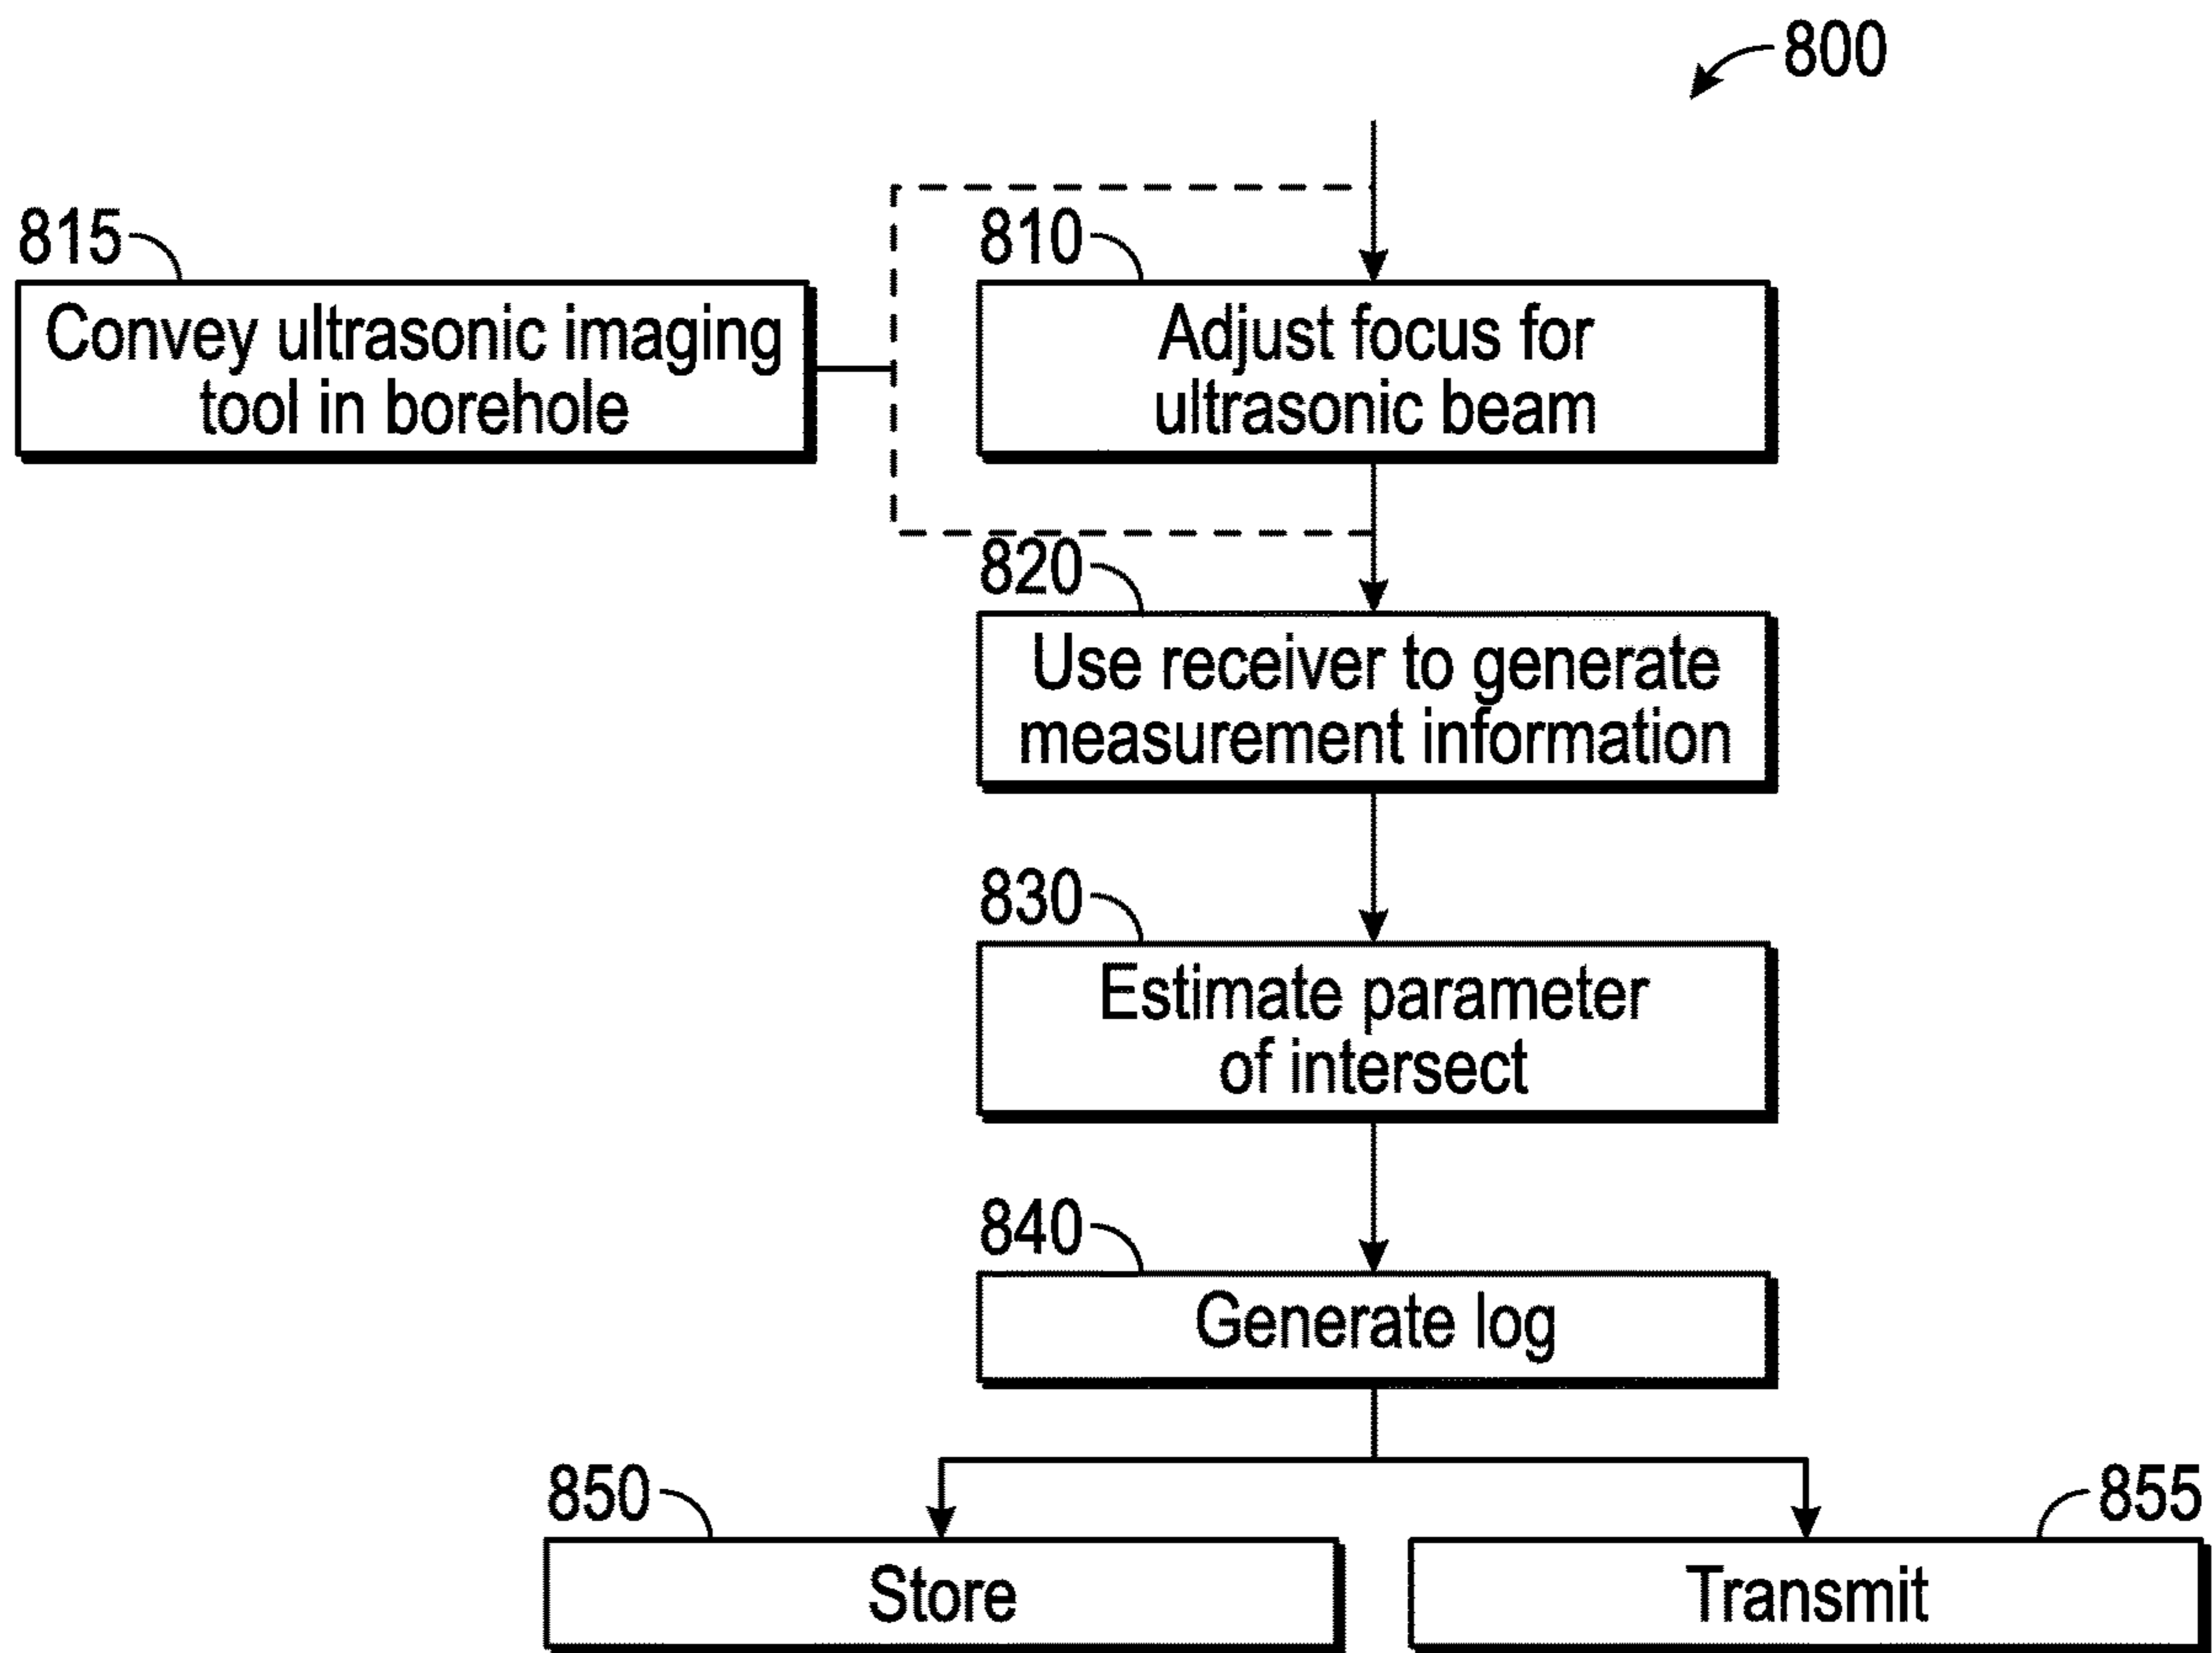 800
815
Convey ultrasonic imaging
tool in borehole
810
Adjust focus for
ultrasonic beam
820
Use receiver to generate
measurement information
830
Estimate parameter
of intersect
840
Generate log
850
Store
855
Transmit